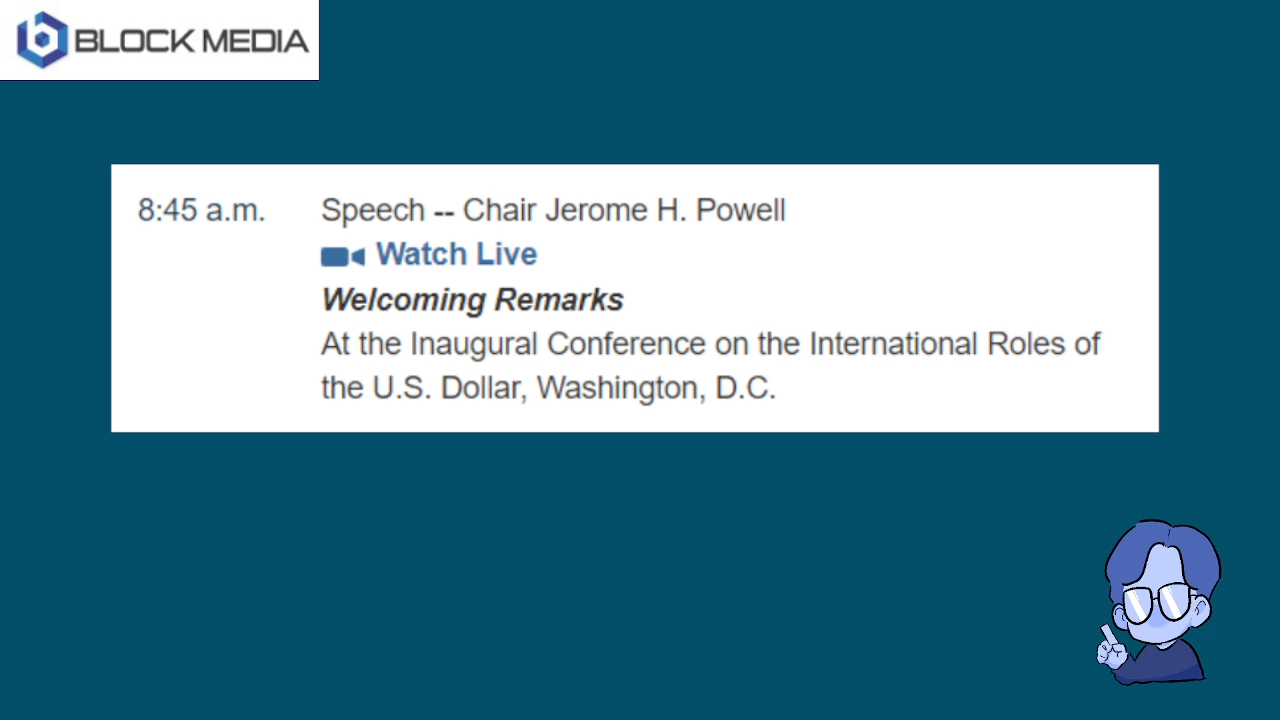 BLOCK MEDIA
8:45 a.m.
Speech -- Chair Jerome H. Powell
Watch Live
Welcoming Remarks
At the Inaugural Conference on the International Roles of
the U.S. Dollar, Washington, D.C.